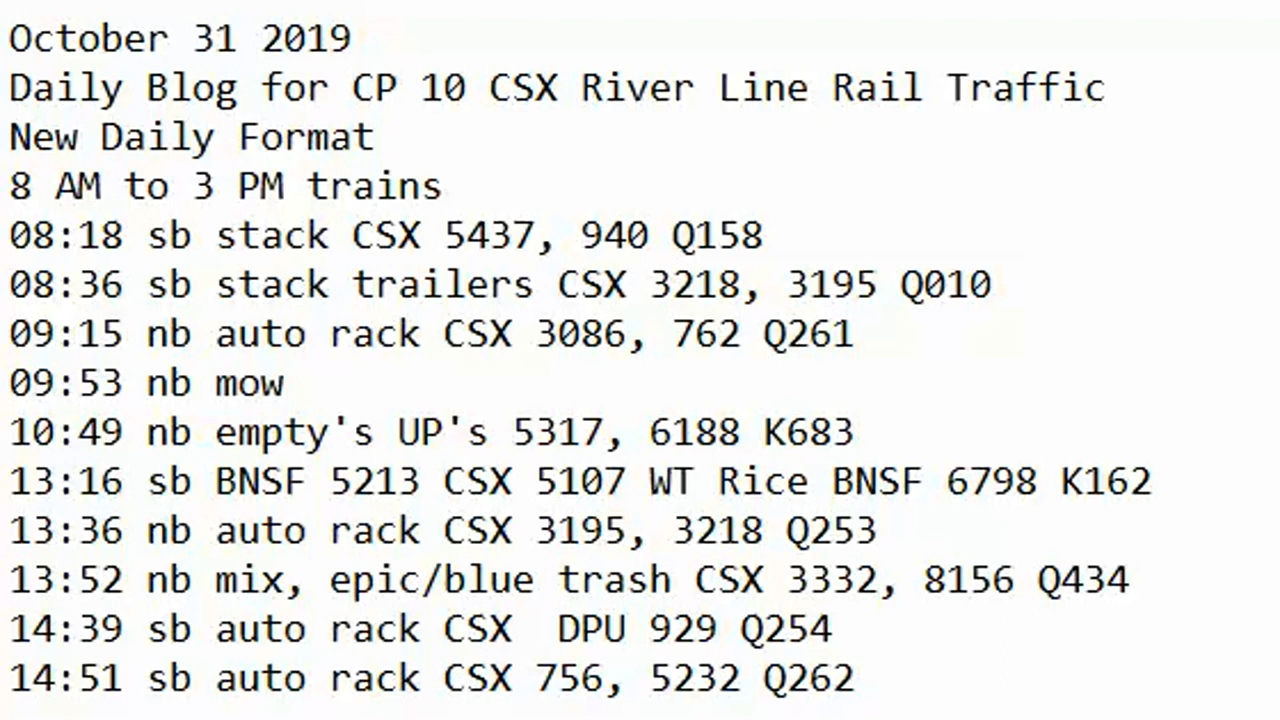 October 31 2019
Daily Blog for CP 10 CSX River Line Rail Traffic
New Daily Format
8 AM to 3 PM trains
08:18 sb stack CSX 5437, 940 Q158
08:36 sb stack trailers CSX 3218, 3195 Q010
09:15 nb auto rack CSX 3086, 762 Q261
09:53 nb mow
10:49 nb empty's UP's 5317, 6188 K683
13:16 sb BNSF 5213 CSX 5107 WT Rice BNSF 6798 K162
13:36 nb auto rack CSX 3195, 3218 Q253
13:52 nb mix, epic/blue trash CSX 3332, 8156 Q434
14:39 sb auto rack CSX  DPU 929 Q254
14:51 sb auto rack CSX 756, 5232 Q262